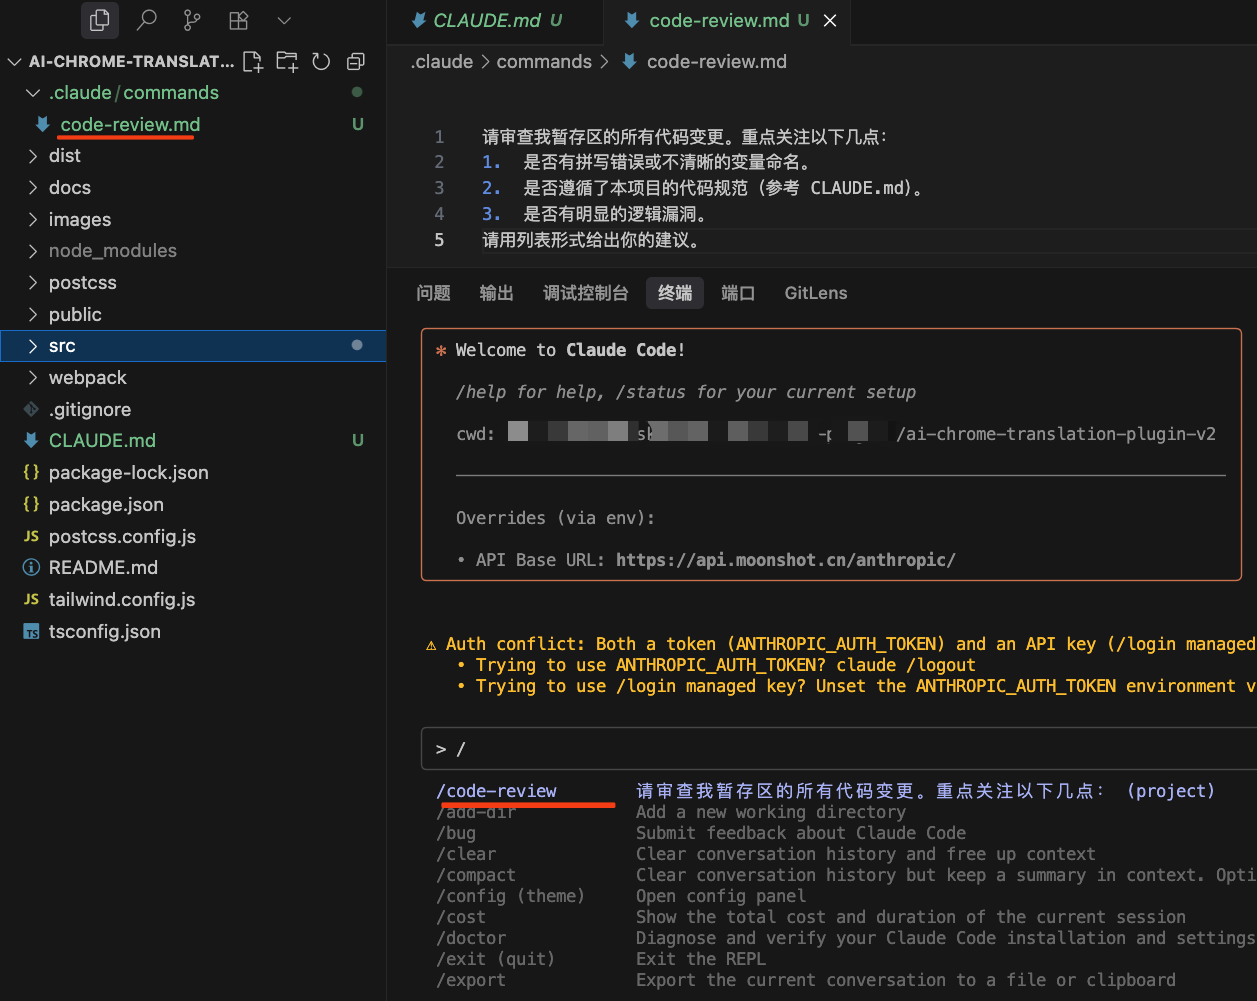 AI-CHROME-TRANSLAT...
.claude/commands
code-review.md U
dist
docs
images
node_modules
postcss
public
src
webpack
.gitignore
CLAUDE.md U
package-lock.json
package.json
postcss.config.js
README.md
tailwind.config.js
tsconfig.json
CLAUDE.md U
code-review.md U
.claude > commands > code-review.md
1 请审查我暂存区的所有代码变更。重点关注以下几点：
2 1. 是否有拼写错误或不清晰的变量命名。
3 2. 是否遵循了本项目的代码规范（参考 CLAUDE.md）。
4 3. 是否有明显的逻辑漏洞。
5 请用列表形式给出你的建议。
问题 输出 调试控制台 终端 端口 GitLens
* Welcome to Claude Code!
/help for help, /status for your current setup
cwd: /ai-chrome-translation-plugin-v2
Overrides (via env):
• API Base URL: https://api.moonshot.cn/anthropic/
⚠ Auth conflict: Both a token (ANTHROPIC_AUTH_TOKEN) and an API key (/login managed
• Trying to use ANTHROPIC_AUTH_TOKEN? claude /logout
• Trying to use /login managed key? Unset the ANTHROPIC_AUTH_TOKEN environment v
> /
/code-review 请审查我暂存区的所有代码变更。重点关注以下几点： (project)
/add-dir Add a new working directory
/bug Submit feedback about Claude Code
/clear Clear conversation history and free up context
/compact Clear conversation history but keep a summary in context. Opti
/config (theme) Open config panel
/cost Show the total cost and duration of the current session
/doctor Diagnose and verify your Claude Code installation and settings
/exit (quit) Exit the REPL
/export Export the current conversation to a file or clipboard